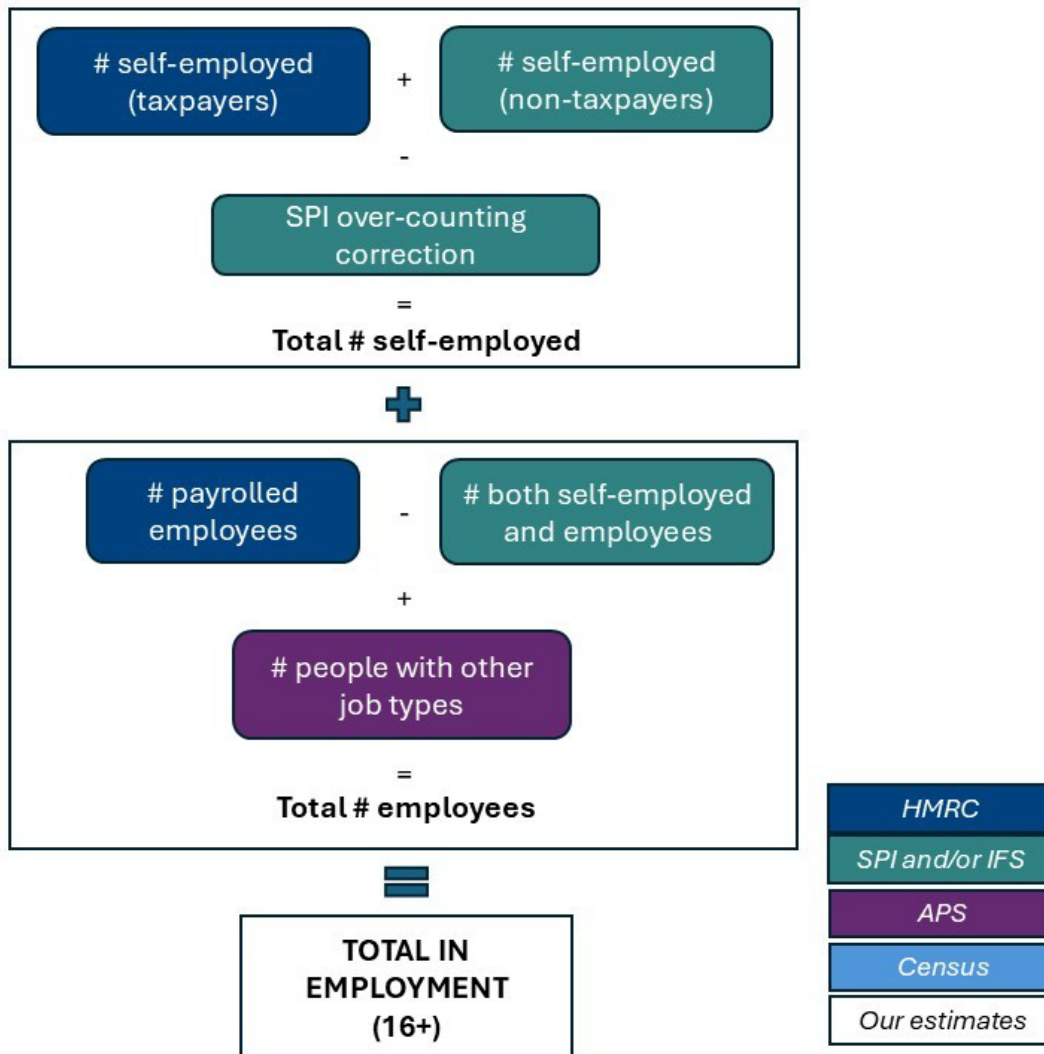 # self-employed
(taxpayers)
+
# self-employed
(non-taxpayers)
-
SPI over-counting
correction
=
Total # self-employed
# payrolled
employees
-
# both self-employed
and employees
+
# people with other
job types
=
Total # employees
TOTAL IN
EMPLOYMENT
(16+)
HMRC
SPI and/or IFS
APS
Census
Our estimates